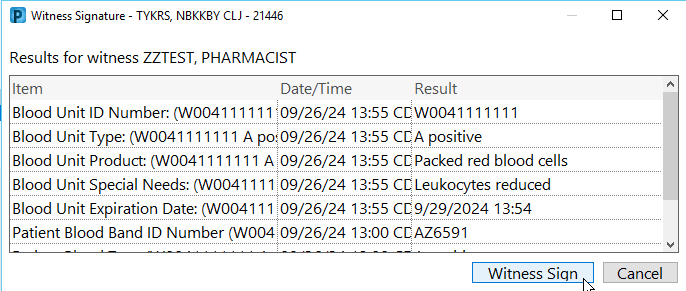 Witness Signature - TYKRS, NBKKBY CLJ - 21446
Results for witness ZZTEST, PHARMACIST
Item Date/Time Result
Blood Unit ID Number: (W004111111 09/26/24 13:55 CD W0041111111
Blood Unit Type: (W0041111111 A po 09/26/24 13:55 CD A positive
Blood Unit Product: (W0041111111 A 09/26/24 13:55 CD Packed red blood cells
Blood Unit Special Needs: (W004111 09/26/24 13:55 CD Leukocytes reduced
Blood Unit Expiration Date: (W00411 09/26/24 13:55 CD 9/29/2024 13:54
Patient Blood Band ID Number (W004 09/26/24 13:00 CD AZ6591
Witness Sign Cancel